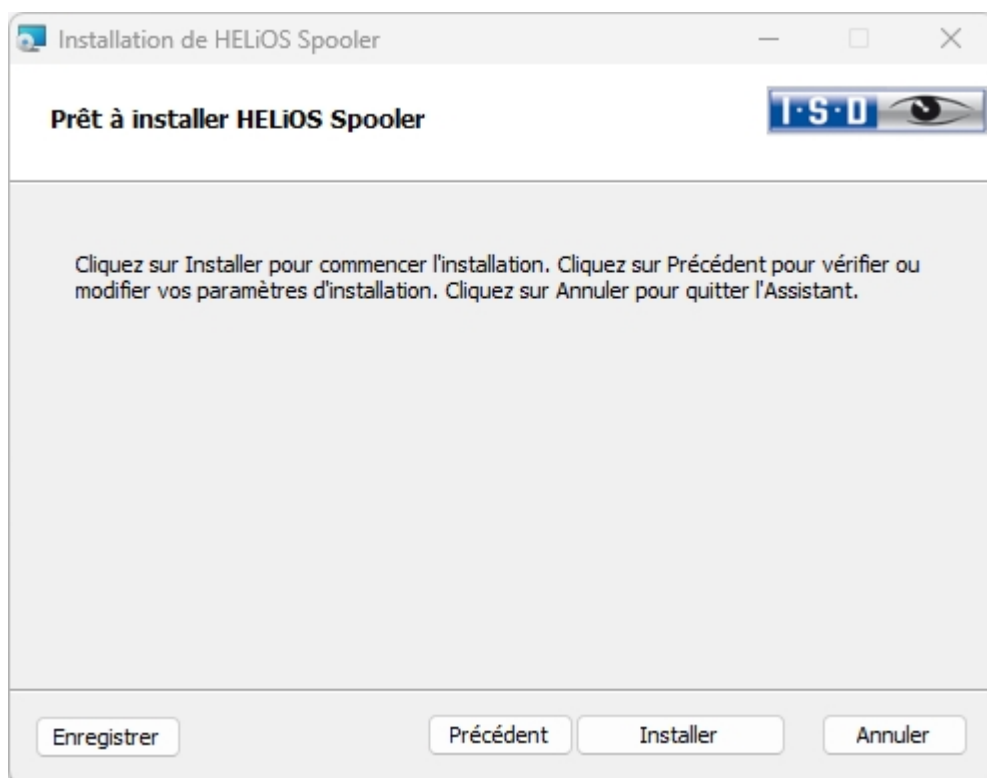 Installation de HELiOS Spooler
Prêt à installer HELiOS Spooler
I·S·D
Cliquez sur Installer pour commencer l'installation. Cliquez sur Précédent pour vérifier ou
modifier vos paramètres d'installation. Cliquez sur Annuler pour quitter l'Assistant.
Enregistrer Précédent Installer Annuler